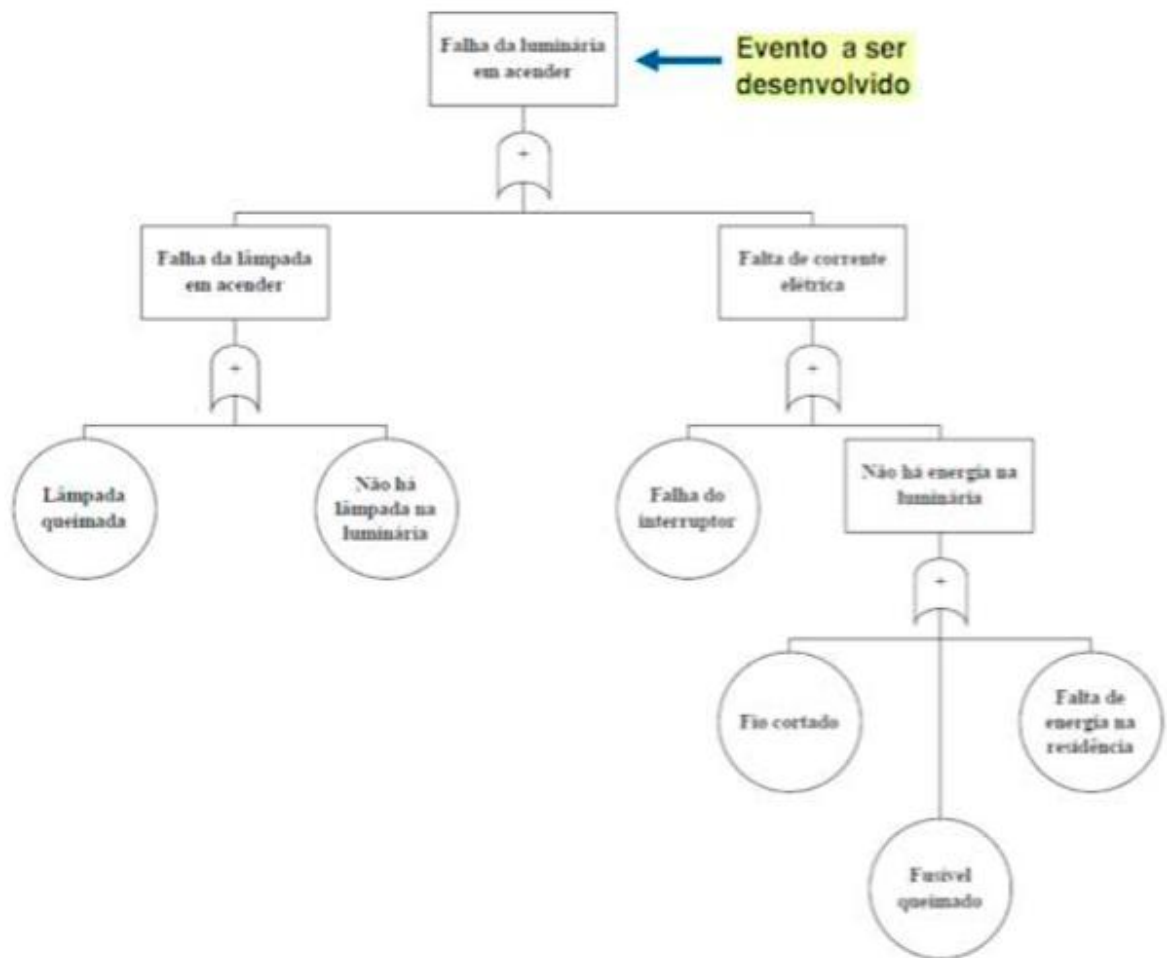 Falha da luminária
em acender
Evento a ser
desenvolvido
+
Falha da lâmpada
em acender
Falta de corrente
elétrica
+
+
Lâmpada
queimada
Não há
lâmpada na
luminária
Falha do
interruptor
Não há energia na
luminária
+
Fio cortado
Falta de
energia na
residência
Fusível
queimado